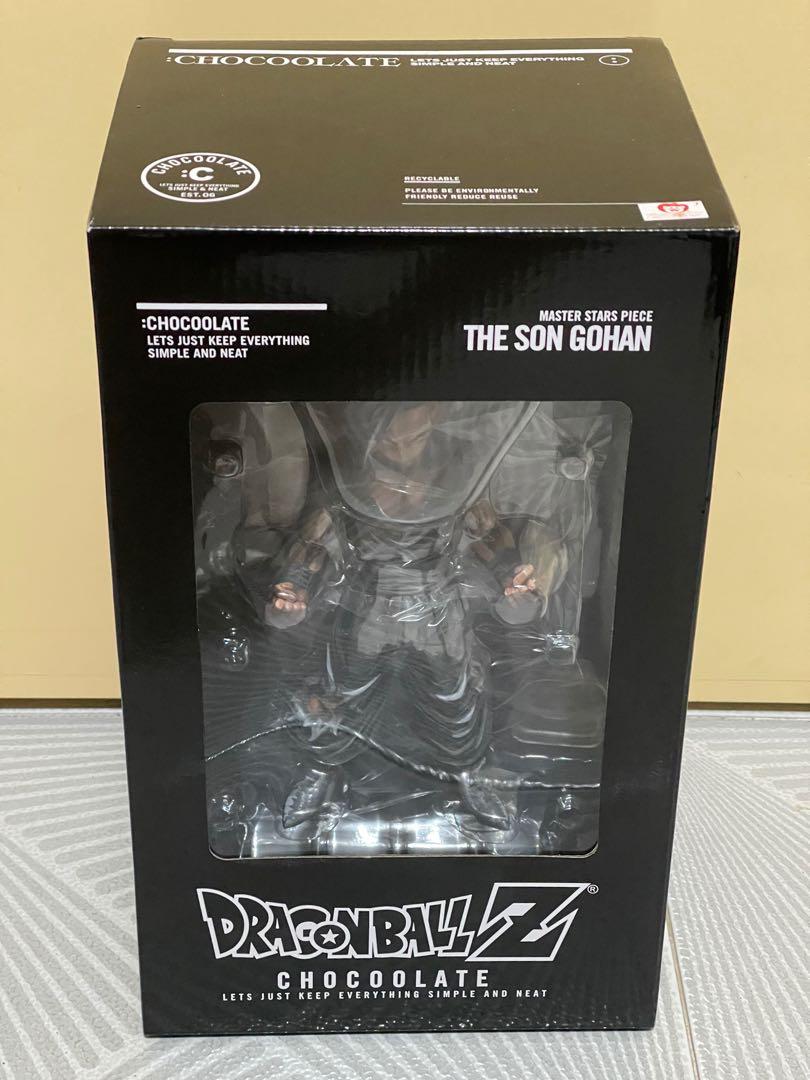 :CHOCOOLATE LETS JUST KEEP EVERYTHING
SIMPLE AND NEAT
CHOCOOLATE
:C
LETS JUST KEEP EVERYTHING
SIMPLE & NEAT
EST. 06
RECYCLABLE
PLEASE BE ENVIRONMENTALLY
FRIENDLY REDUCE REUSE
:CHOCOOLATE
LETS JUST KEEP EVERYTHING
SIMPLE AND NEAT
MASTER STARS PIECE
THE SON GOHAN
DRAGONBALL Z®
CHOCOOLATE
LETS JUST KEEP EVERYTHING SIMPLE AND NEAT